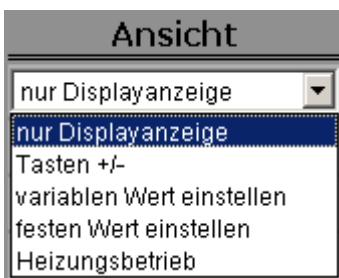 Ansicht
nur Displayanzeige
nur Displayanzeige
Tasten +/-
variablen Wert einstellen
festen Wert einstellen
Heizungsbetrieb